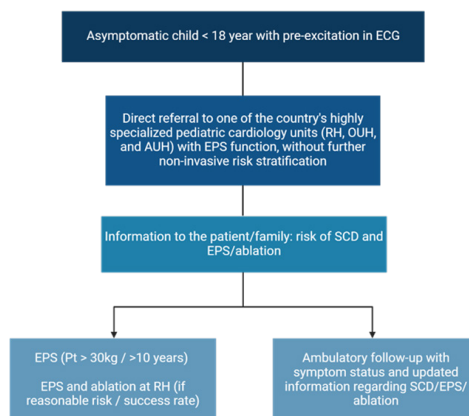 Asymptomatic child < 18 year with pre-excitation in ECG
Direct referral to one of the country's highly
specialized pediatric cardiology units (RH, OUH,
and AUH) with EPS function, without further
non-invasive risk stratification
Information to the patient/family: risk of SCD and
EPS/ablation
EPS (Pt > 30kg / >10 years)
EPS and ablation at RH (if
reasonable risk / success rate)
Ambulatory follow-up with
symptom status and updated
information regarding SCD/EPS/
ablation